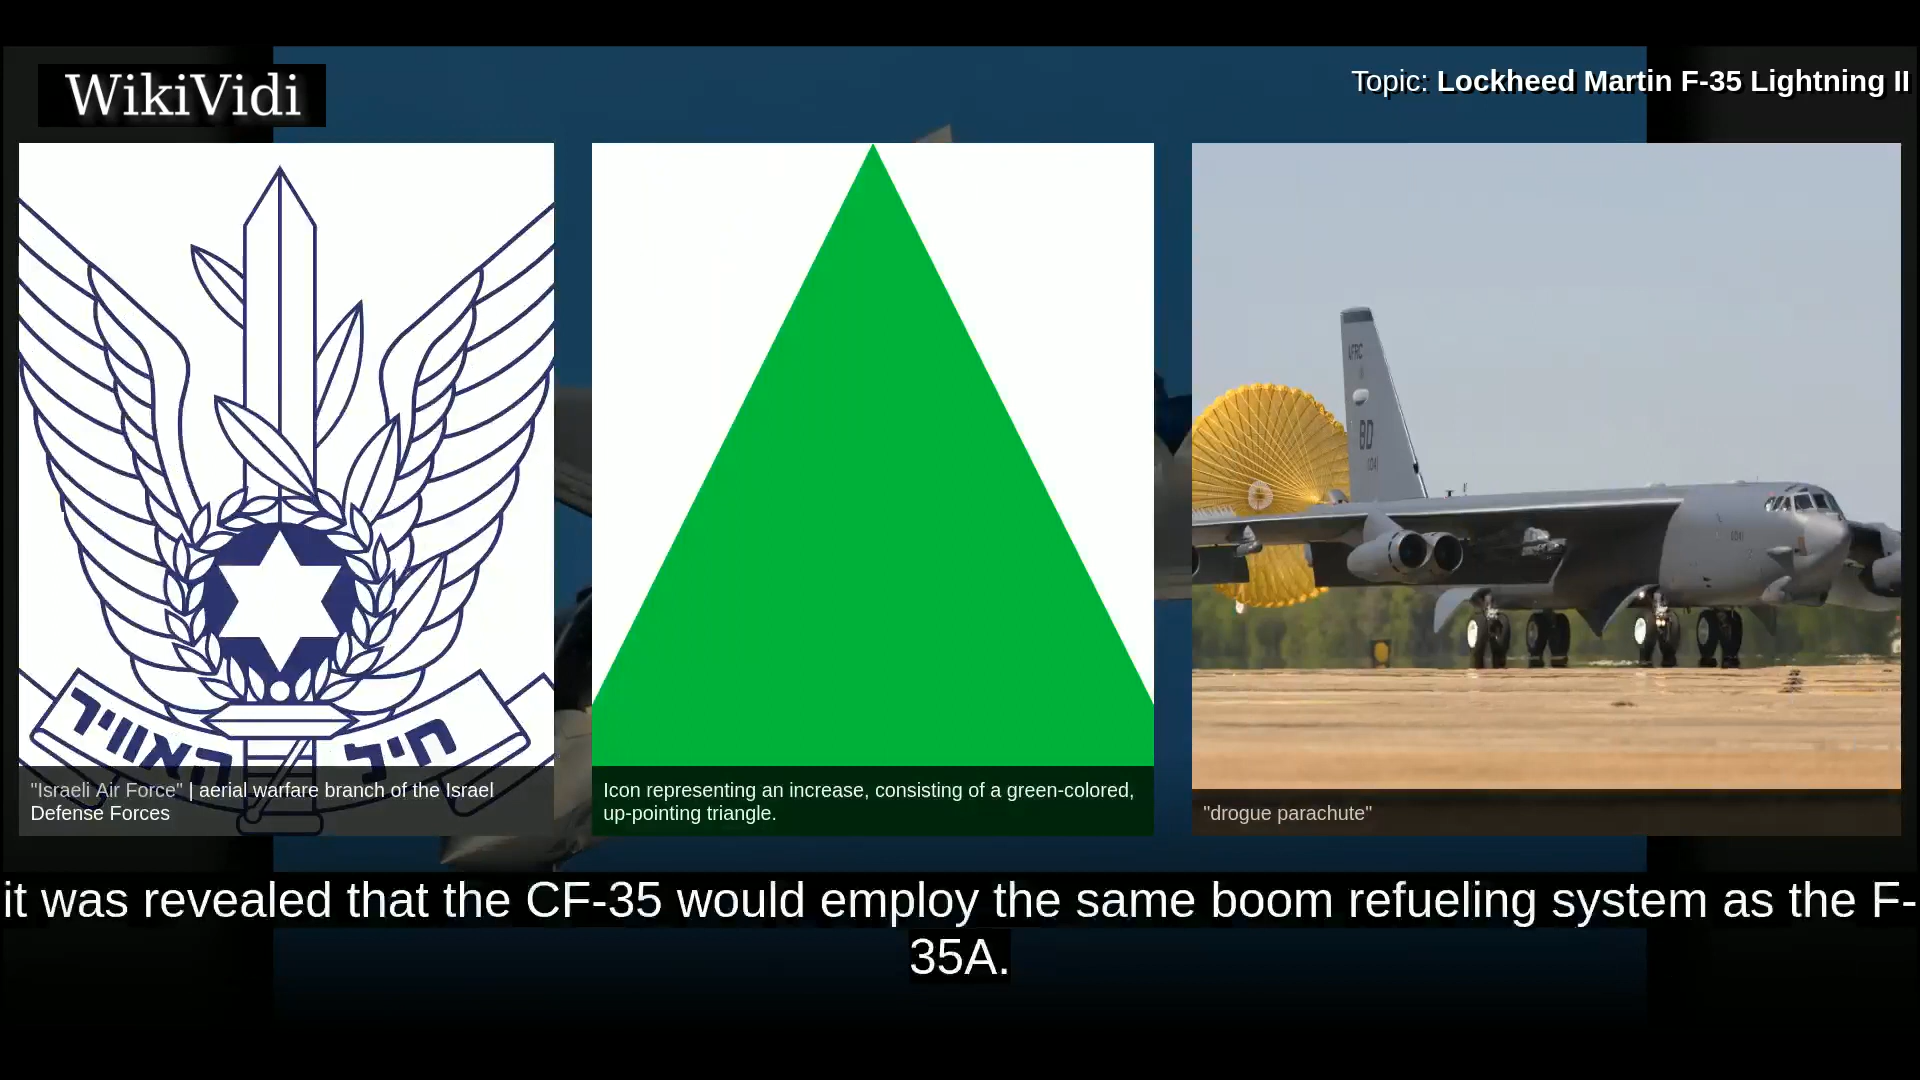 WikiVidi
Topic: Lockheed Martin F-35 Lightning II
חיל האוויר
"Israeli Air Force" | aerial warfare branch of the Israel
Defense Forces
Icon representing an increase, consisting of a green-colored,
up-pointing triangle.
AFRC
BD
"drogue parachute"
it was revealed that the CF-35 would employ the same boom refueling system as the F-
35A.